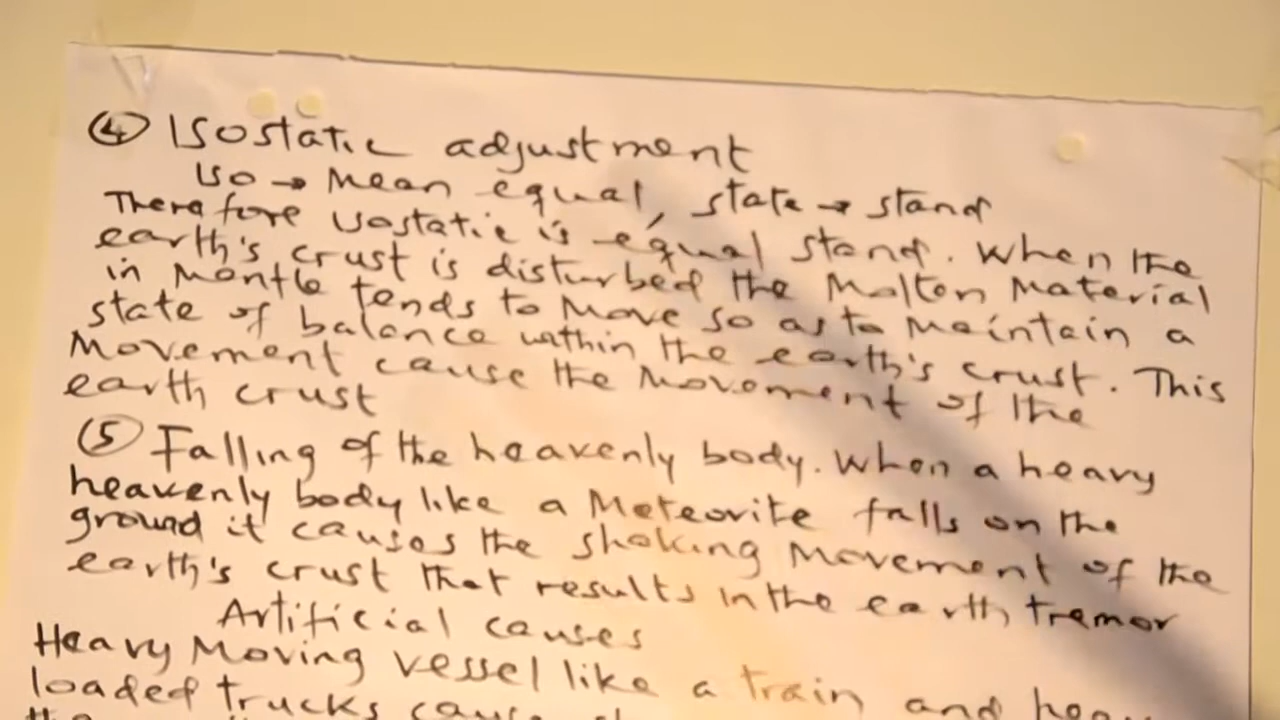 ④ Isostatic adjustment
Iso → Mean equal, state → stand
Therefore isostatic is equal stand. When the
earth's crust is disturbed the Molten Material
in Montle tends to Move so as to Maintain a
state of balance within the earth's crust. This
Movement cause the Movement of the
earth crust
⑤ Falling of the heavenly body. When a heavy
heavenly body like a Meteorite falls on the
ground it causes the shaking Movement of the
earth's crust that results in the earth tremor
Artificial causes
Heavy Moving vessel like a train and
loaded trucks cause